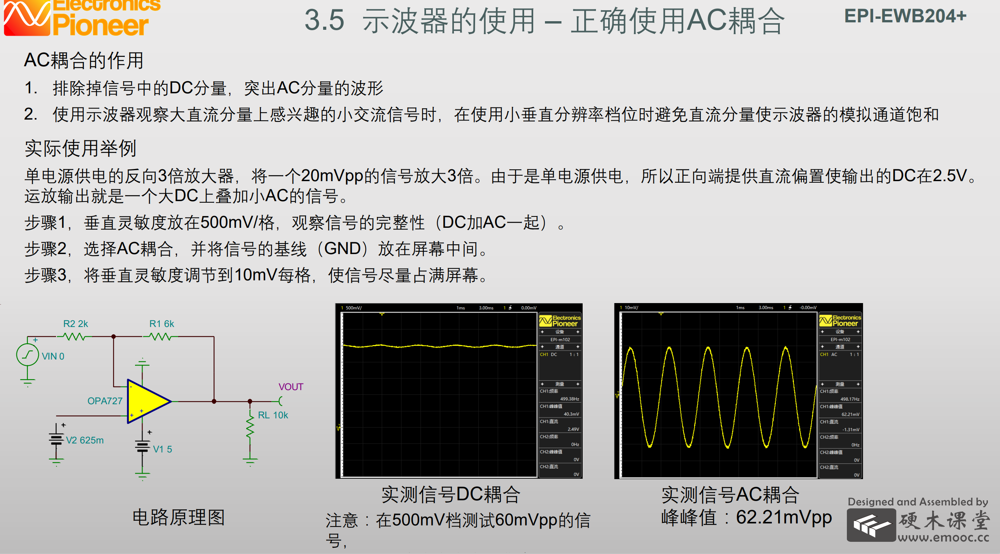 Electronics
Pioneer
3.5 示波器的使用 – 正确使用AC耦合
EPI-EWB204+
AC耦合的作用
1. 排除掉信号中的DC分量，突出AC分量的波形
2. 使用示波器观察大直流分量上感兴趣的小交流信号时，在使用小垂直分辨率档位时避免直流分量使示波器的模拟通道饱和
实际使用举例
单电源供电的反向3倍放大器，将一个20mVpp的信号放大3倍。由于是单电源供电，所以正向端提供直流偏置使输出的DC在2.5V。
运放输出就是一个大DC上叠加小AC的信号。
步骤1，垂直灵敏度放在500mV/格，观察信号的完整性（DC加AC一起）。
步骤2，选择AC耦合，并将信号的基线（GND）放在屏幕中间。
步骤3，将垂直灵敏度调节到10mV每格，使信号尽量占满屏幕。
R2 2k
R1 6k
+
VIN 0
-
OPA727
+
+
VOUT
RL 10k
+
V2 625m
+
V1 5
电路原理图
1 500mV/ 1ms 3.00ms 1 0.00mV
Electronics
Pioneer
设备
EPI-m102
通道
CH1 DC 1 : 1
测量
CH1:频率
499.38Hz
CH1:峰峰值
40.3mV
CH1:直流
2.49V
CH2:频率
0Hz
CH2:峰峰值
0V
CH2:直流
0V
实测信号DC耦合
注意：在500mV档测试60mVpp的信
号，
1 10mV/ 1ms 3.00ms 1 -0.00mV
Electronics
Pioneer
设备
EPI-m102
通道
CH1 AC 1 : 1
测量
CH1:频率
498.17Hz
CH1:峰峰值
62.21mV
CH1:直流
-1.31mV
CH2:频率
0Hz
CH2:峰峰值
0V
CH2:直流
0V
实测信号AC耦合
峰峰值：62.21mVpp
Designed and Assembled by
硬木课堂
www.emooc.cc